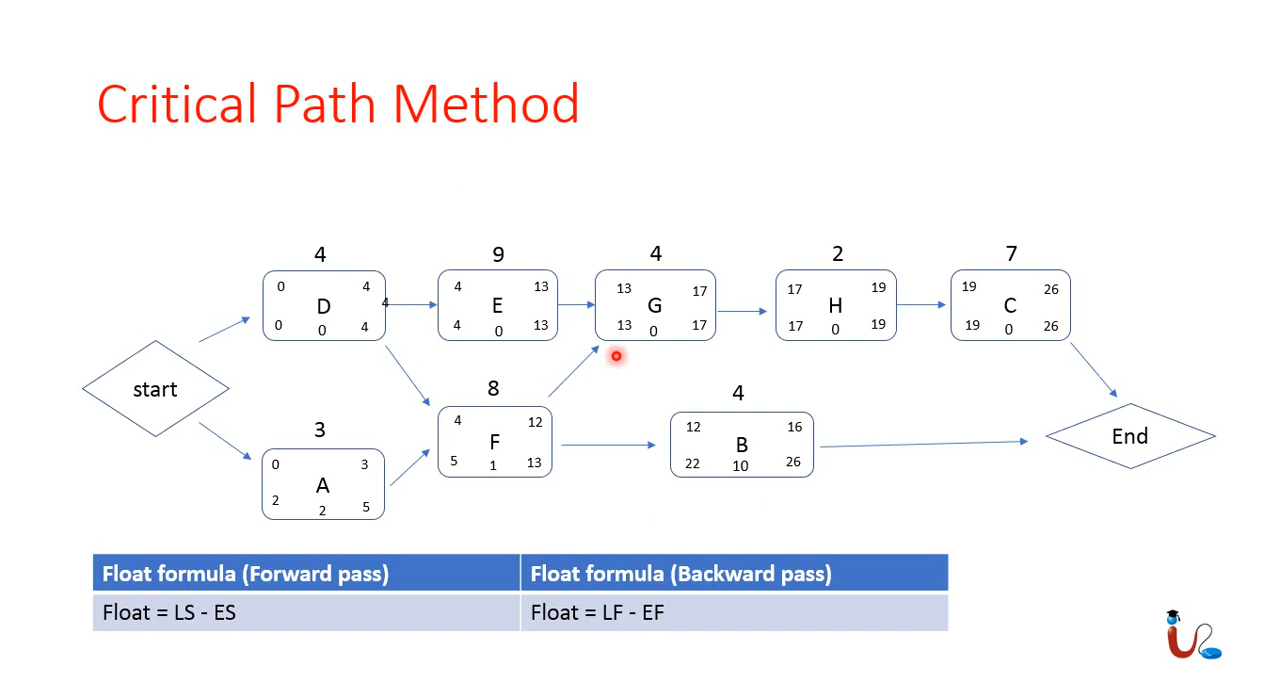 Critical Path Method
4 9 4 2 7
0 4 4 13 13 17 17 19 19 26
D 4 E G H C
0 0 4 4 0 13 13 0 17 17 0 19 19 0 26
start
3 8 4
4 12 12 16
F B End
5 1 13 22 10 26
0 3
A
2 2 5
Float formula (Forward pass) Float formula (Backward pass)
Float = LS - ES Float = LF - EF